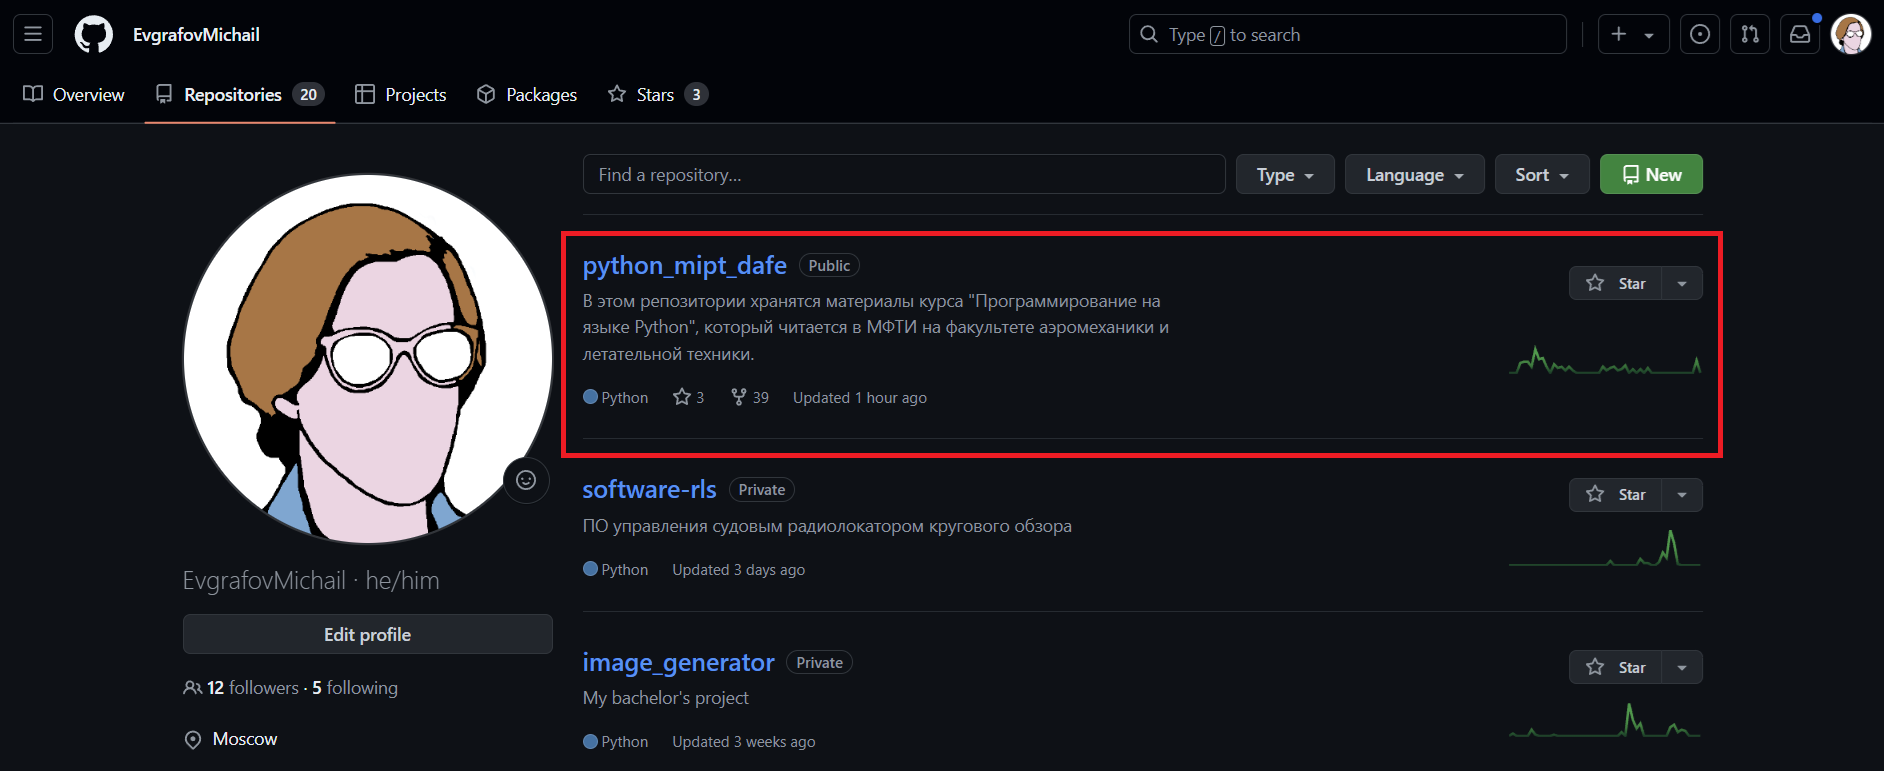 EvgrafovMichail
Type / to search
Overview
Repositories 20
Projects
Packages
Stars 3
Find a repository...
Type
Language
Sort
New
python_mipt_dafe Public
Star
В этом репозитории хранятся материалы курса "Программирование на
языке Python", который читается в МФТИ на факультете аэромеханики и
летательной техники.
Python 3 39 Updated 1 hour ago
software-rls Private
Star
ПО управления судовым радиолокатором кругового обзора
Python Updated 3 days ago
image_generator Private
Star
My bachelor's project
Python Updated 3 weeks ago
EvgrafovMichail · he/him
Edit profile
12 followers · 5 following
Moscow